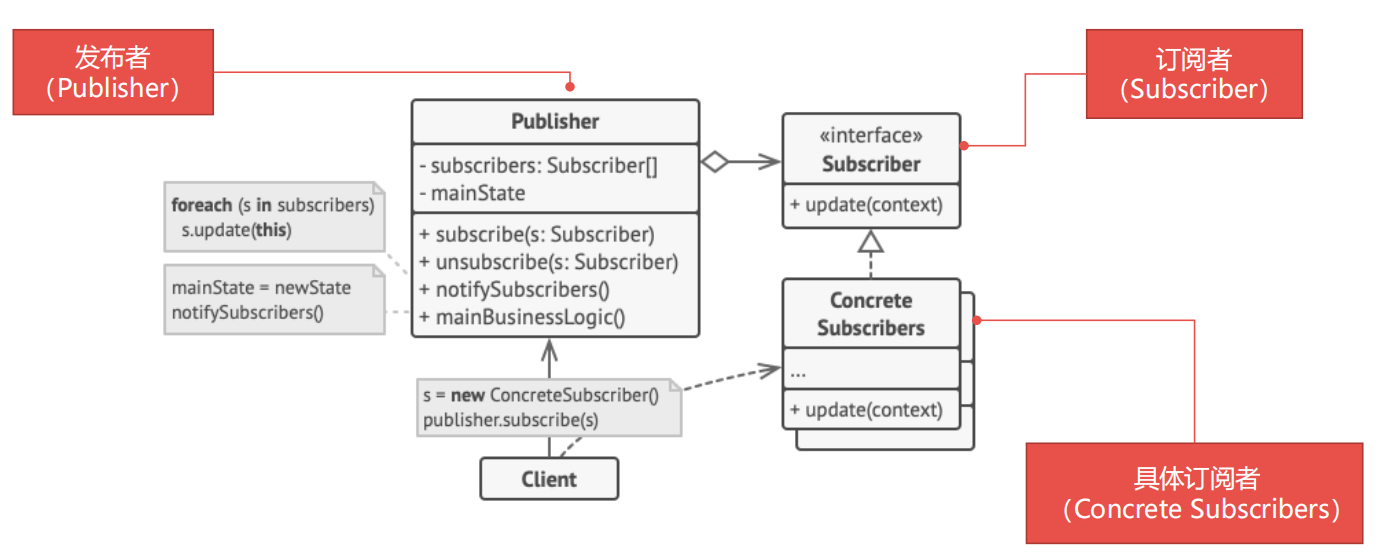 发布者
（Publisher）
订阅者
（Subscriber）
Publisher
- subscribers: Subscriber[]
- mainState
+ subscribe(s: Subscriber)
+ unsubscribe(s: Subscriber)
+ notifySubscribers()
+ mainBusinessLogic()
«interface»
Subscriber
+ update(context)
foreach (s in subscribers)
s.update(this)
mainState = newState
notifySubscribers()
Concrete
Subscribers
...
+ update(context)
s = new ConcreteSubscriber()
publisher.subscribe(s)
Client
具体订阅者
（Concrete Subscribers）